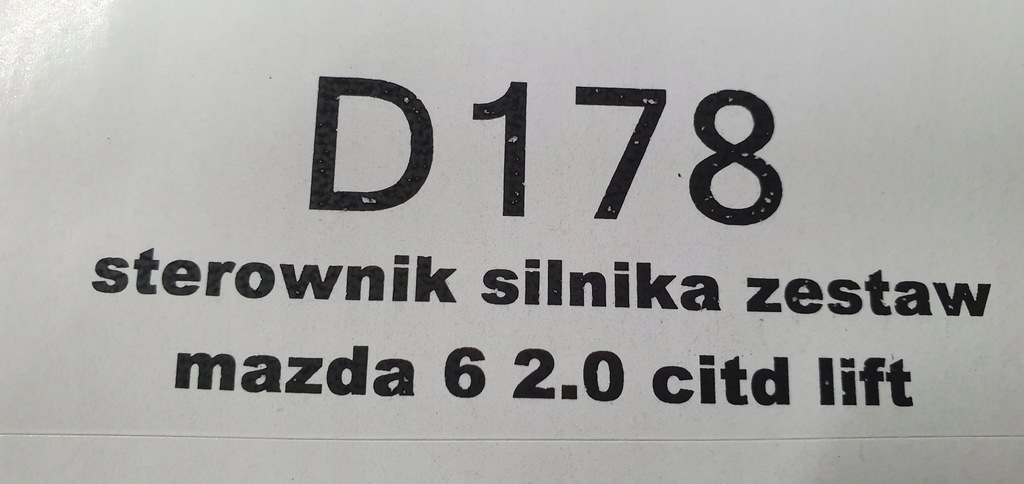 D178
sterownik silnika zestaw
mazda 6 2.0 citd lift